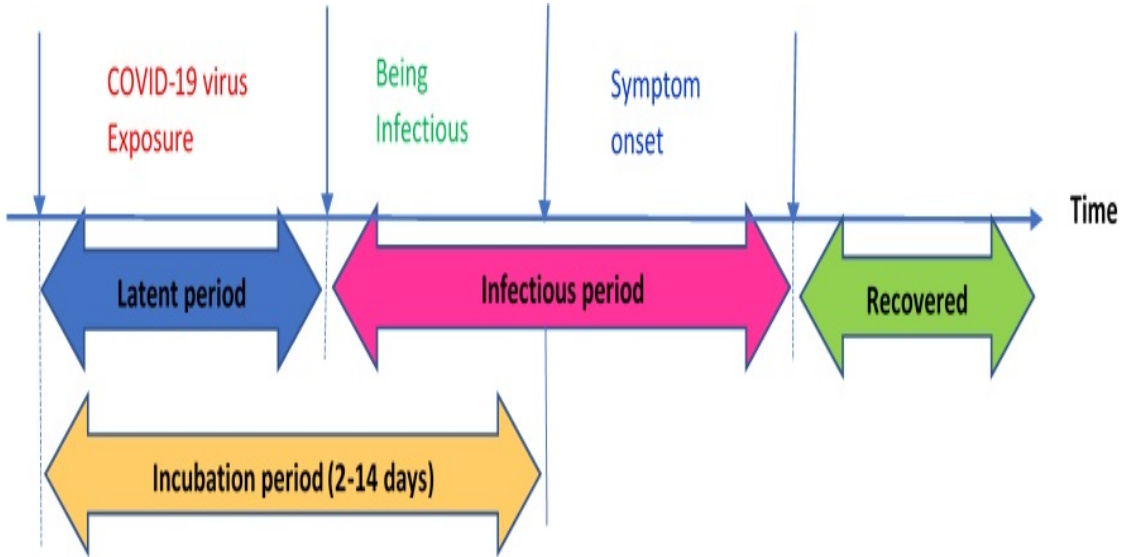 COVID-19 virus
Exposure
Being
Infectious
Symptom
onset
Time
Latent period
Infectious period
Recovered
Incubation period (2-14 days)